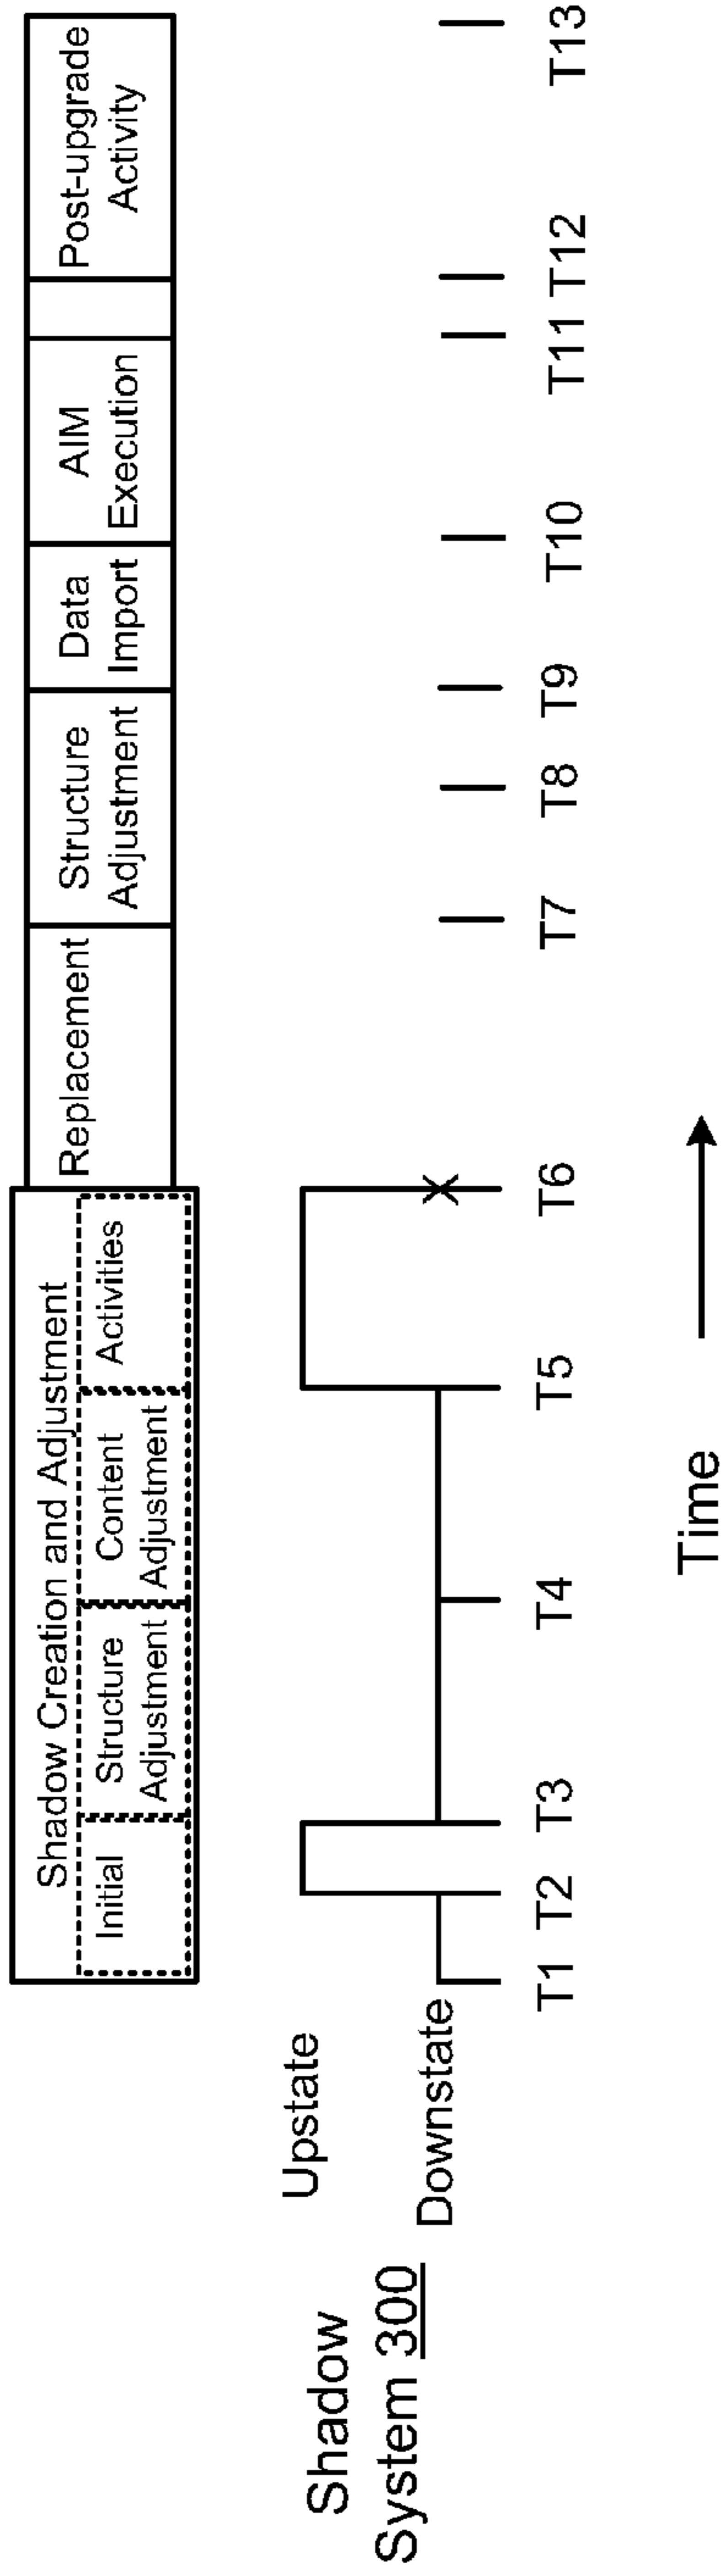 Shadow Creation and Adjustment
Initial
Structure
Adjustment
Content
Adjustment
Activities
Replacement
Structure
Adjustment
Data
Import
AIM
Execution
Post-upgrade
Activity
Shadow
System 300
Upstate
Downstate
T1
T2
T3
T4
T5
T6
T7
T8
T9
T10
T11
T12
T13
Time